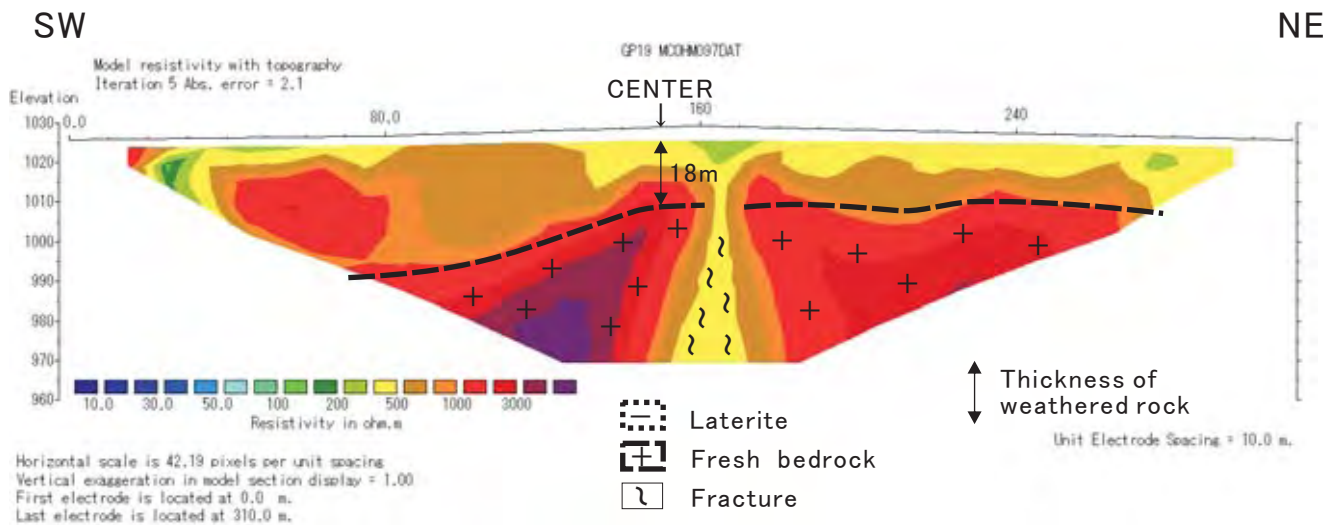 SW
NE
GP19 MCOHM097DAT
Model resistivity with topography
Iteration 5 Abs. error = 2.1
Elevation
CENTER
0.0
80.0
160
240
1030
1020
1010
1000
990
980
970
960
18m
10.0 30.0 50.0 100 200 500 1000 3000
Resistivity in ohm.m
Laterite
Fresh bedrock
Fracture
Thickness of
weathered rock
Unit Electrode Spacing = 10.0 m.
Horizontal scale is 42.19 pixels per unit spacing
Vertical exaggeration in model section display = 1.00
First electrode is located at 0.0 m.
Last electrode is located at 310.0 m.